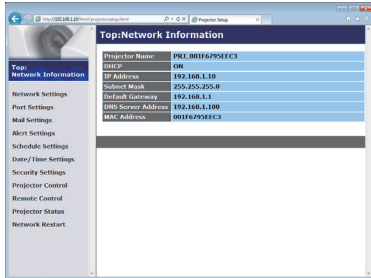 http://192.168.1.10/html/projectorsetup.html
Projector Setup
Top:
Network Information
Network Settings
Port Settings
Mail Settings
Alert Settings
Schedule Settings
Date/Time Settings
Security Settings
Projector Control
Remote Control
Projector Status
Network Restart
Top:Network Information
Projector Name PRJ_001F6795EEC3
DHCP ON
IP Address 192.168.1.10
Subnet Mask 255.255.255.0
Default Gateway 192.168.1.1
DNS Server Address 192.168.1.100
MAC Address 001F6795EEC3